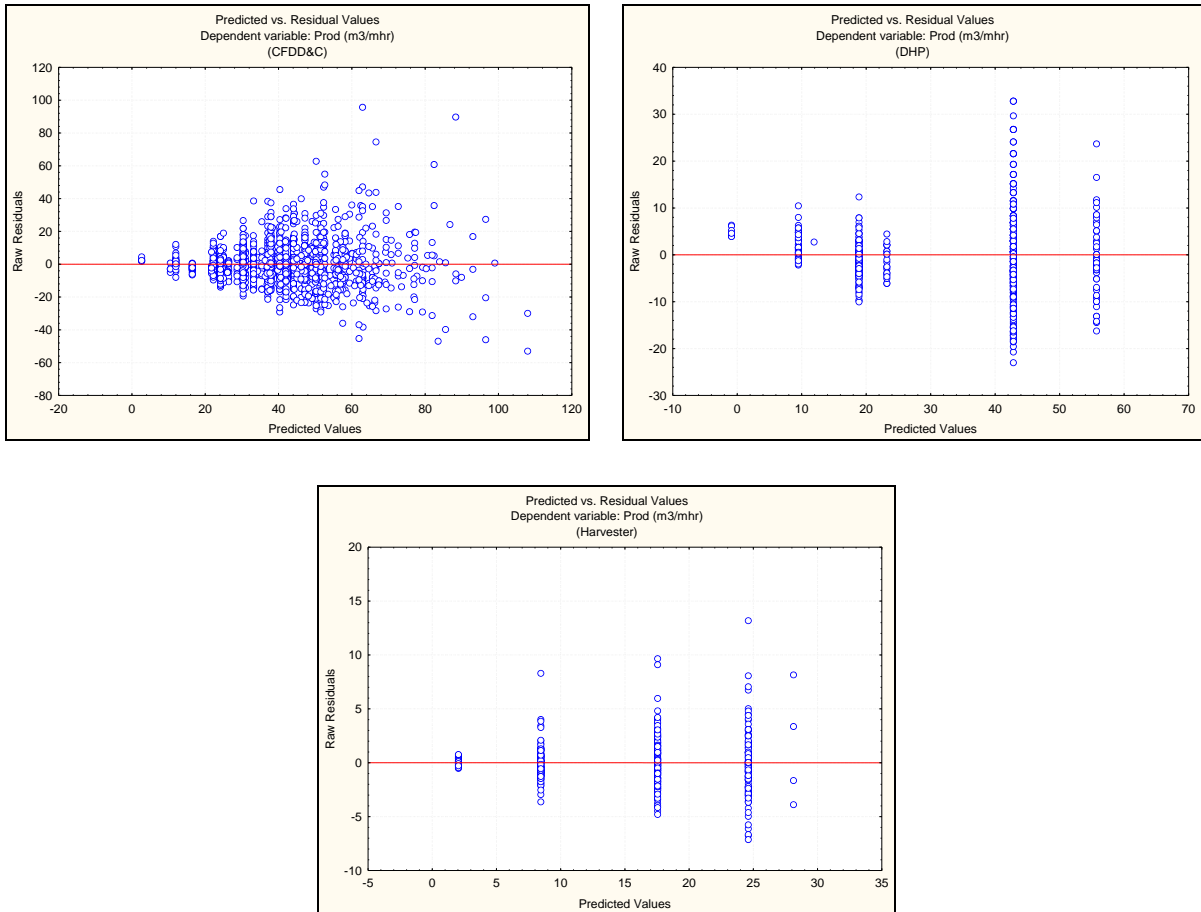 Predicted vs. Residual Values
Dependent variable: Prod (m3/mhr)
(CFDD&C)
120
100
80
60
40
20
0
-20
-40
-60
-80
Raw Residuals
-20 0 20 40 60 80 100 120
Predicted Values
Predicted vs. Residual Values
Dependent variable: Prod (m3/mhr)
(DHP)
40
30
20
10
0
-10
-20
-30
Raw Residuals
-10 0 10 20 30 40 50 60 70
Predicted Values
Predicted vs. Residual Values
Dependent variable: Prod (m3/mhr)
(Harvester)
20
15
10
5
0
-5
-10
Raw Residuals
-5 0 5 10 15 20 25 30 35
Predicted Values